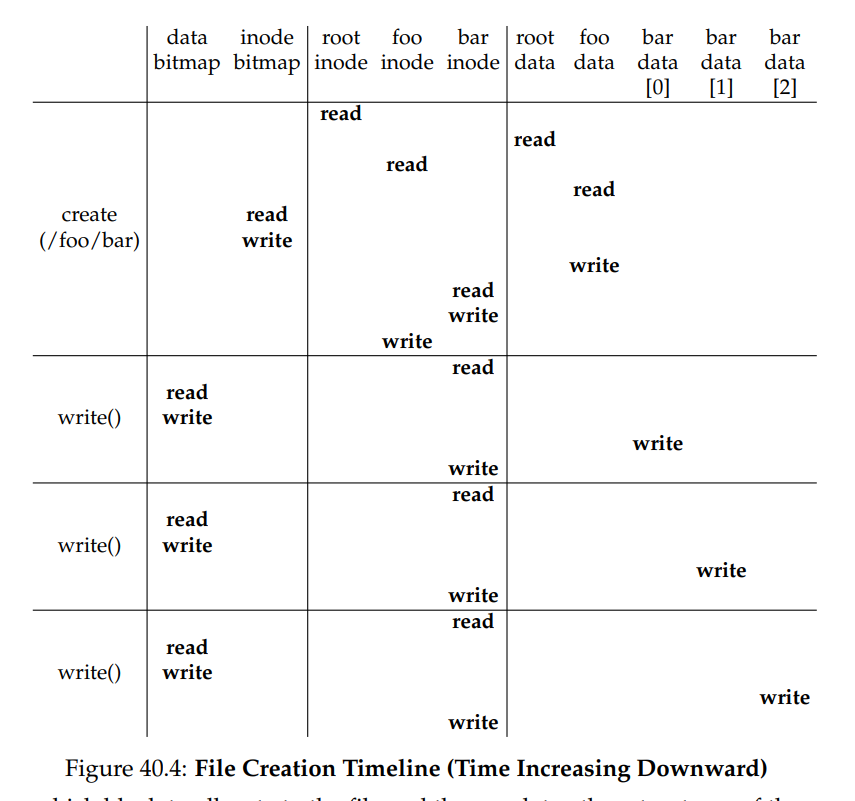 data inode root foo bar root foo bar bar bar
bitmap bitmap inode inode inode data data data data data
[0] [1] [2]
read
read
read
read
create read
(/foo/bar) write
write
read
write
write
read
read
write() write
write
write
read
read
write() write
write
write
read
read
write() write
write
write
Figure 40.4: File Creation Timeline (Time Increasing Downward)